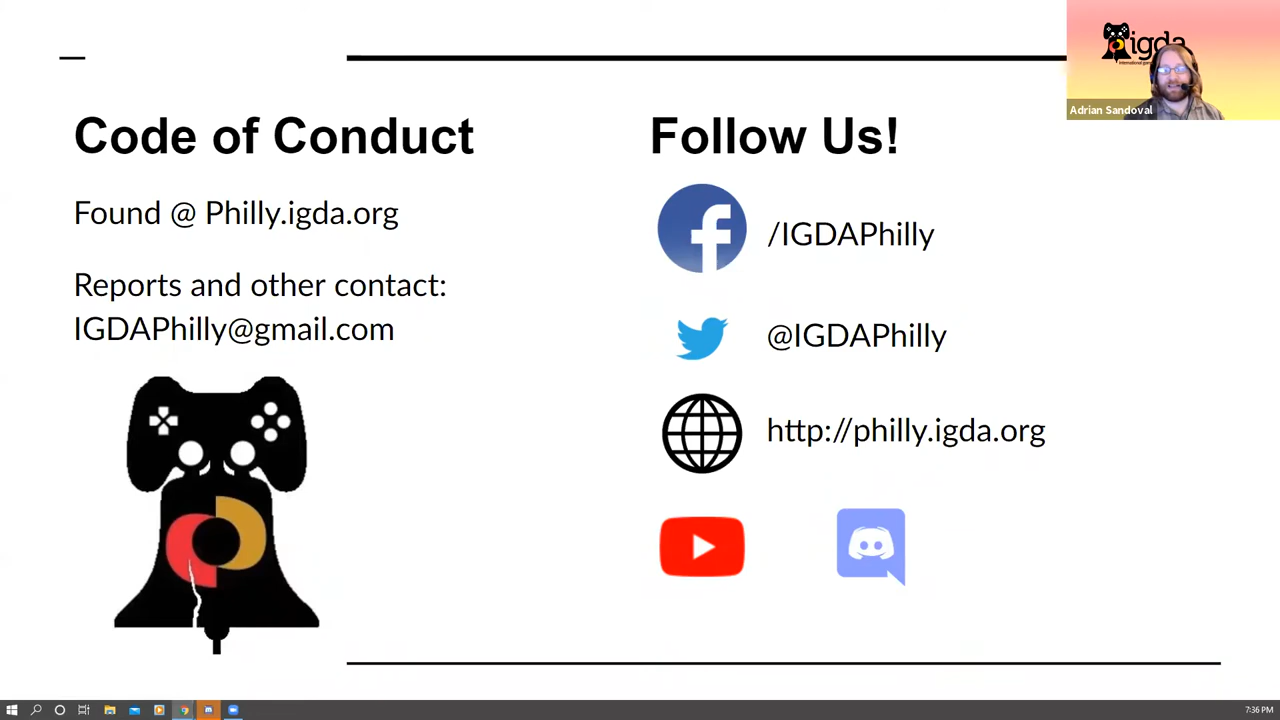 Code of Conduct
Found @ Philly.igda.org
Reports and other contact:
IGDAPhilly@gmail.com
Follow Us!
/IGDAPhilly
@IGDAPhilly
http://philly.igda.org
igda
Adrian Sandoval
7:36 PM